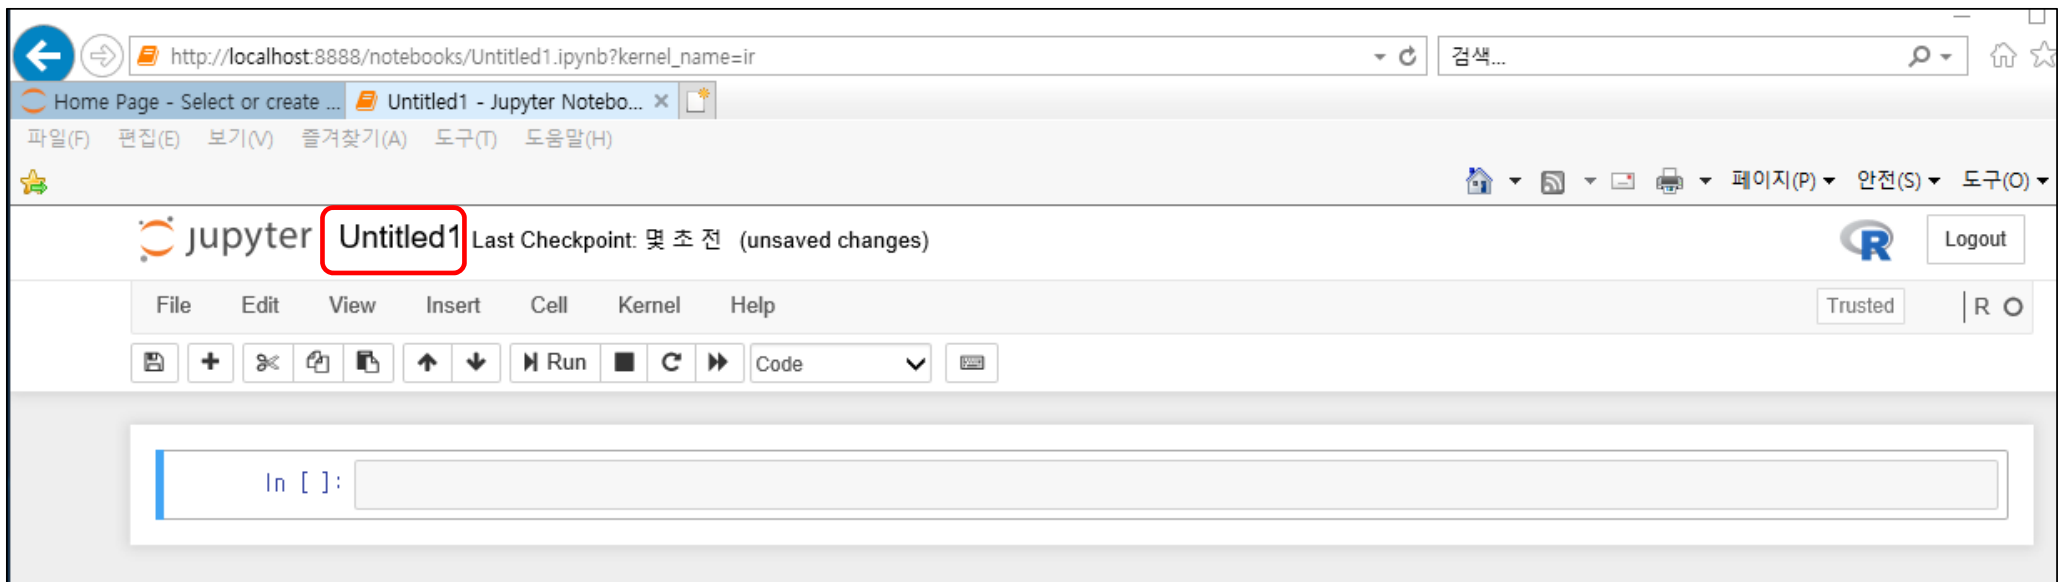 http://localhost:8888/notebooks/Untitled1.ipynb?kernel_name=ir 검색...
Home Page - Select or create ... Untitled1 - Jupyter Notebo...
파일(F) 편집(E) 보기(V) 즐겨찾기(A) 도구(T) 도움말(H)
페이지(P) 안전(S) 도구(O)
jupyter Untitled1 Last Checkpoint: 몇 초 전 (unsaved changes) R Logout
File Edit View Insert Cell Kernel Help Trusted R
Run Code
In [ ]: